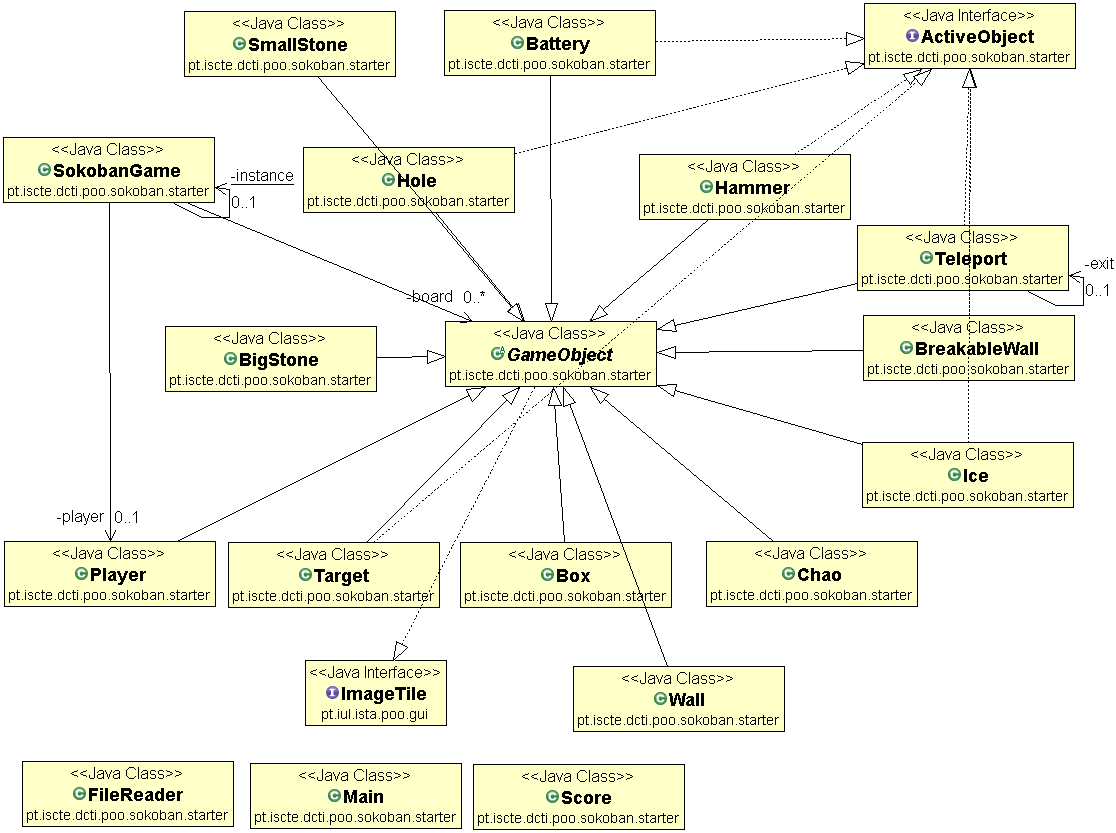 <<Java Class>>
SmallStone
pt.iscte.dcti.poo.sokoban.starter
<<Java Class>>
Battery
pt.iscte.dcti.poo.sokoban.starter
<<Java Interface>>
ActiveObject
pt.iscte.dcti.poo.sokoban.starter
<<Java Class>>
SokobanGame
pt.iscte.dcti.poo.sokoban.starter
-instance
0..1
<<Java Class>>
Hole
pt.iscte.dcti.poo.sokoban.starter
<<Java Class>>
Hammer
pt.iscte.dcti.poo.sokoban.starter
<<Java Class>>
Teleport
pt.iscte.dcti.poo.sokoban.starter
-exit
0..1
-board 0..*
<<Java Class>>
BigStone
pt.iscte.dcti.poo.sokoban.starter
<<Java Class>>
GameObject
pt.iscte.dcti.poo.sokoban.starter
<<Java Class>>
BreakableWall
pt.iscte.dcti.poo.sokoban.starter
<<Java Class>>
Ice
pt.iscte.dcti.poo.sokoban.starter
-player 0..1
<<Java Class>>
Player
pt.iscte.dcti.poo.sokoban.starter
<<Java Class>>
Target
pt.iscte.dcti.poo.sokoban.starter
<<Java Class>>
Box
pt.iscte.dcti.poo.sokoban.starter
<<Java Class>>
Chao
pt.iscte.dcti.poo.sokoban.starter
<<Java Interface>>
ImageTile
pt.iul.ista.poo.gui
<<Java Class>>
Wall
pt.iscte.dcti.poo.sokoban.starter
<<Java Class>>
FileReader
pt.iscte.dcti.poo.sokoban.starter
<<Java Class>>
Main
pt.iscte.dcti.poo.sokoban.starter
<<Java Class>>
Score
pt.iscte.dcti.poo.sokoban.starter